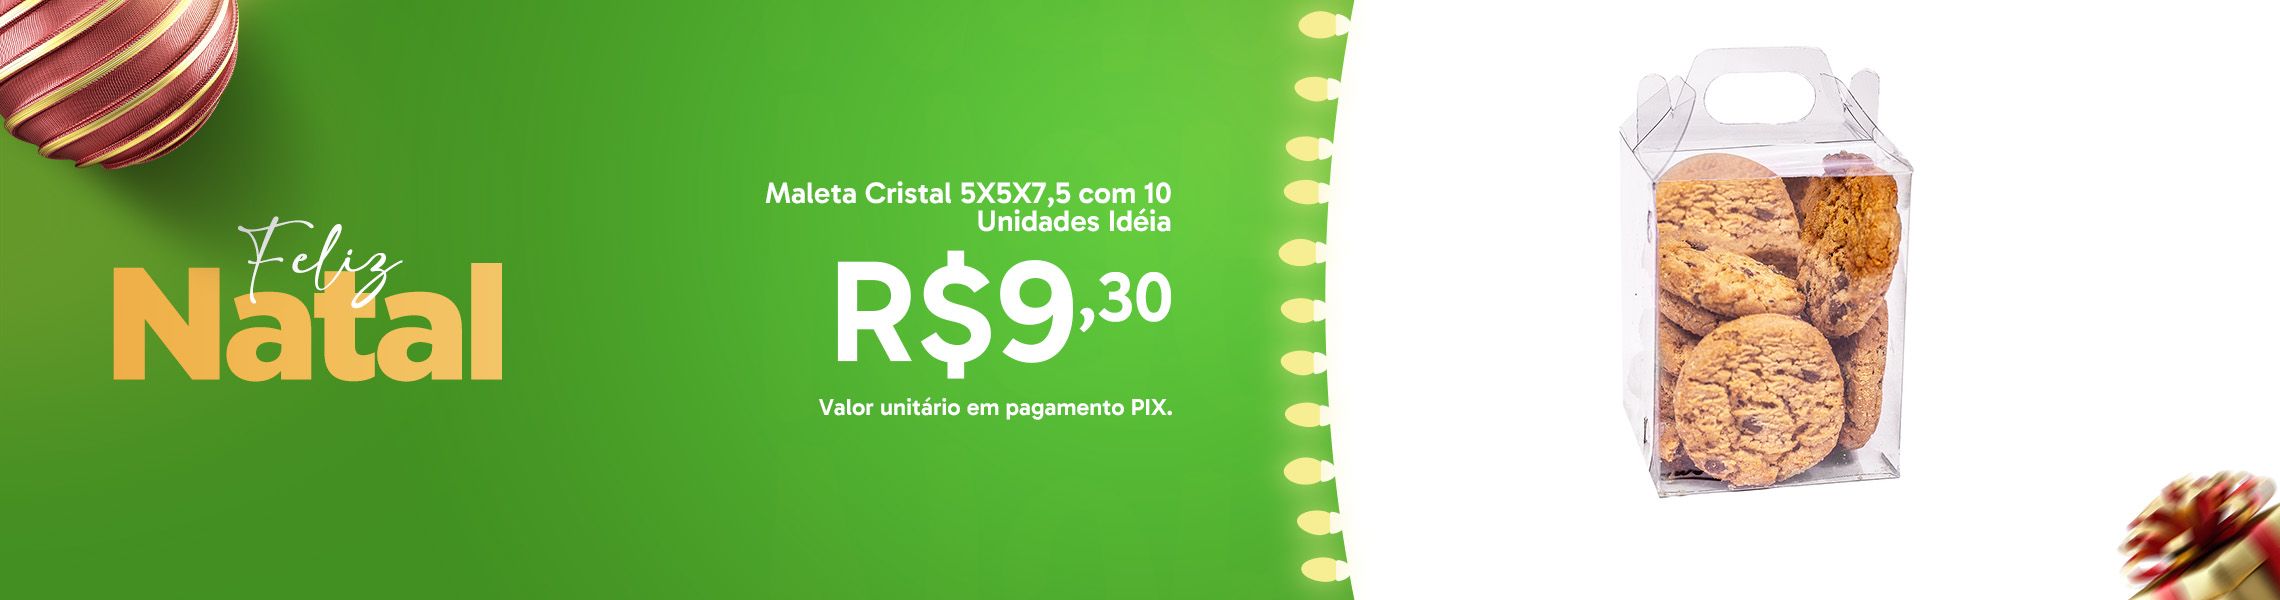 Feliz
Natal
Maleta Cristal 5X5X7,5 com 10
Unidades Idéia
R$9,30
Valor unitário em pagamento PIX.